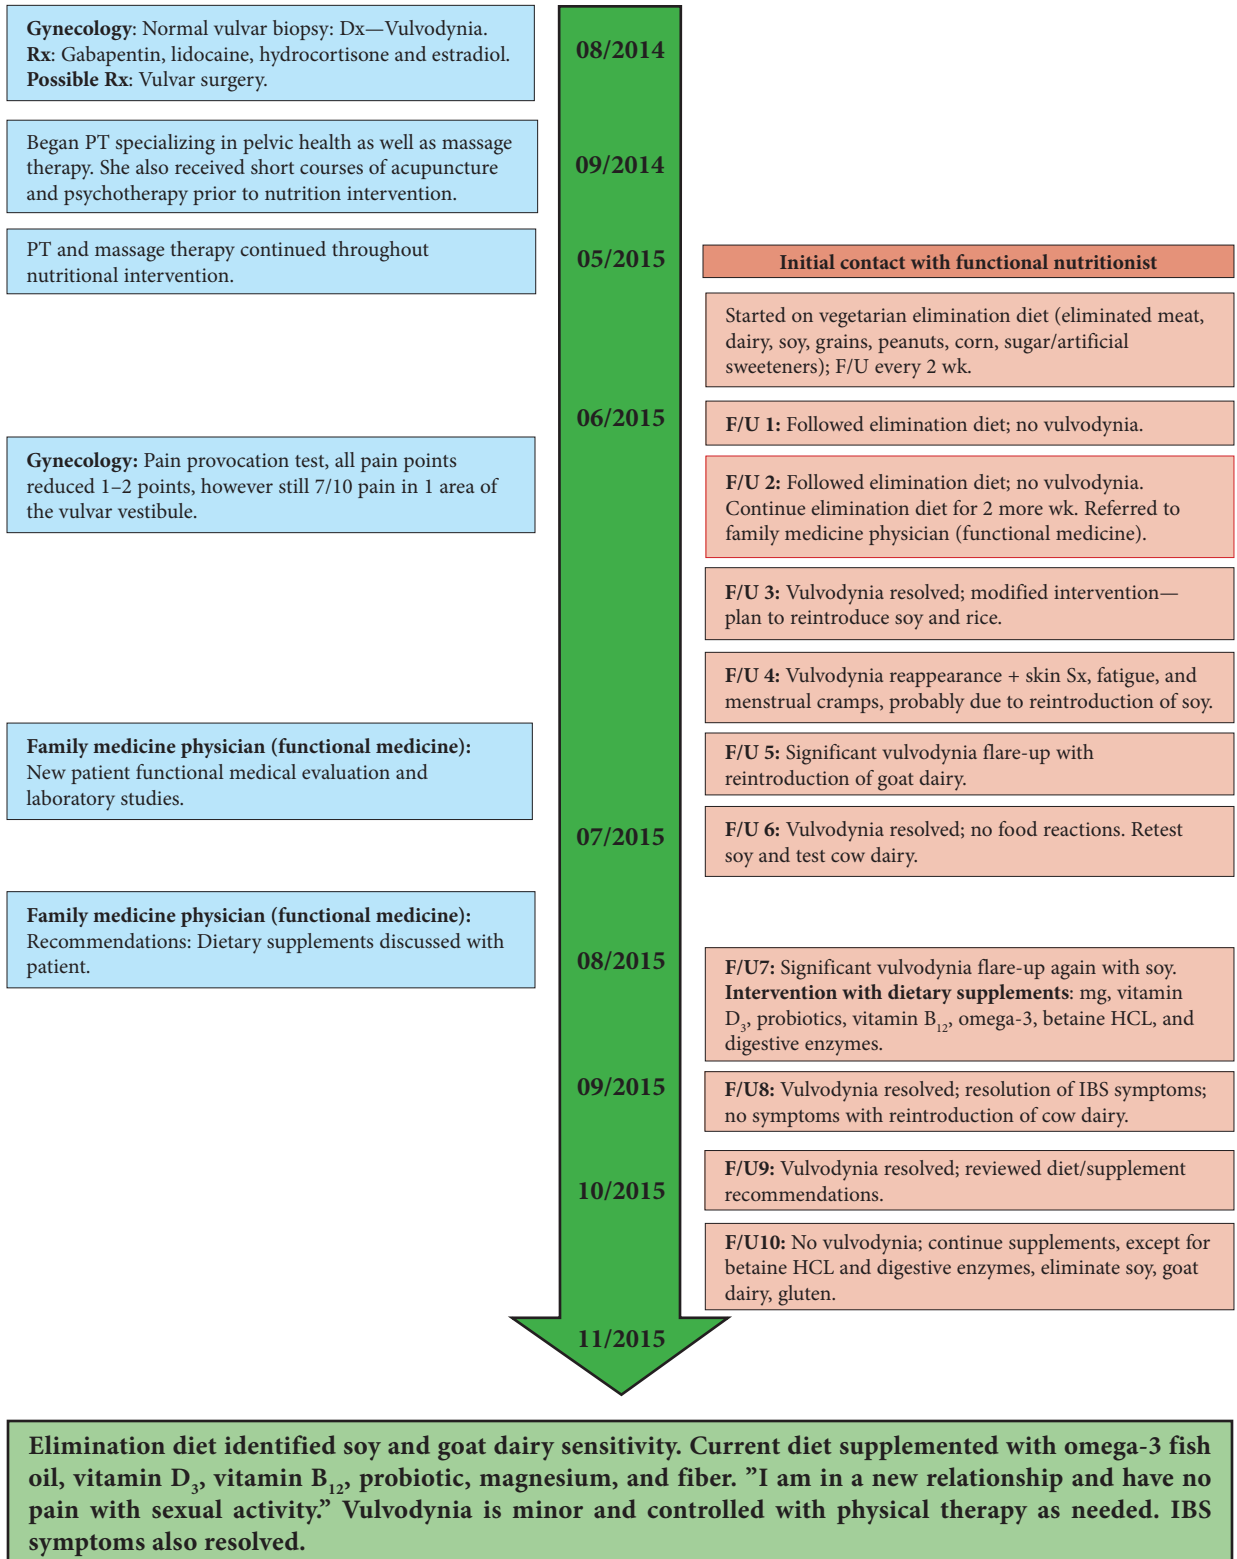 Gynecology: Normal vulvar biopsy: Dx—Vulvodynia.
Rx: Gabapentin, lidocaine, hydrocortisone and estradiol.
Possible Rx: Vulvar surgery.
08/2014
Began PT specializing in pelvic health as well as massage
therapy. She also received short courses of acupuncture
and psychotherapy prior to nutrition intervention.
09/2014
PT and massage therapy continued throughout
nutritional intervention.
05/2015
Initial contact with functional nutritionist
Started on vegetarian elimination diet (eliminated meat,
dairy, soy, grains, peanuts, corn, sugar/artificial
sweeteners); F/U every 2 wk.
06/2015
F/U 1: Followed elimination diet; no vulvodynia.
Gynecology: Pain provocation test, all pain points
reduced 1–2 points, however still 7/10 pain in 1 area of
the vulvar vestibule.
F/U 2: Followed elimination diet; no vulvodynia.
Continue elimination diet for 2 more wk. Referred to
family medicine physician (functional medicine).
F/U 3: Vulvodynia resolved; modified intervention—
plan to reintroduce soy and rice.
F/U 4: Vulvodynia reappearance + skin Sx, fatigue, and
menstrual cramps, probably due to reintroduction of soy.
Family medicine physician (functional medicine):
New patient functional medical evaluation and
laboratory studies.
F/U 5: Significant vulvodynia flare-up with
reintroduction of goat dairy.
07/2015
F/U 6: Vulvodynia resolved; no food reactions. Retest
soy and test cow dairy.
Family medicine physician (functional medicine):
Recommendations: Dietary supplements discussed with
patient.
08/2015
F/U7: Significant vulvodynia flare-up again with soy.
Intervention with dietary supplements: mg, vitamin
D₃, probiotics, vitamin B₁₂, omega-3, betaine HCL, and
digestive enzymes.
09/2015
F/U8: Vulvodynia resolved; resolution of IBS symptoms;
no symptoms with reintroduction of cow dairy.
10/2015
F/U9: Vulvodynia resolved; reviewed diet/supplement
recommendations.
F/U10: No vulvodynia; continue supplements, except for
betaine HCL and digestive enzymes, eliminate soy, goat
dairy, gluten.
11/2015
Elimination diet identified soy and goat dairy sensitivity. Current diet supplemented with omega-3 fish
oil, vitamin D₃, vitamin B₁₂, probiotic, magnesium, and fiber. ”I am in a new relationship and have no
pain with sexual activity.” Vulvodynia is minor and controlled with physical therapy as needed. IBS
symptoms also resolved.